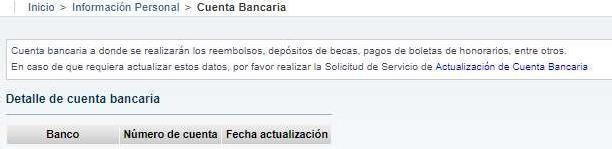 Inicio > Información Personal > Cuenta Bancaria
Cuenta bancaria a donde se realizarán los reembolsos, depósitos de becas, pagos de boletas de honorarios, entre otros.
En caso de que requiera actualizar estos datos, por favor realizar la Solicitud de Servicio de Actualización de Cuenta Bancaria
Detalle de cuenta bancaria
Banco Número de cuenta Fecha actualización